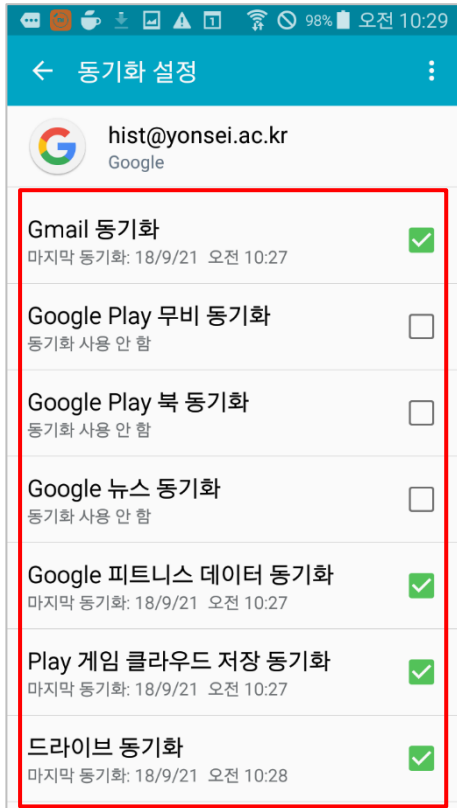 98% 오전 10:29
동기화 설정
hist@yonsei.ac.kr
Google
Gmail 동기화
마지막 동기화: 18/9/21 오전 10:27
Google Play 무비 동기화
동기화 사용 안 함
Google Play 북 동기화
동기화 사용 안 함
Google 뉴스 동기화
동기화 사용 안 함
Google 피트니스 데이터 동기화
마지막 동기화: 18/9/21 오전 10:27
Play 게임 클라우드 저장 동기화
마지막 동기화: 18/9/21 오전 10:27
드라이브 동기화
마지막 동기화: 18/9/21 오전 10:28